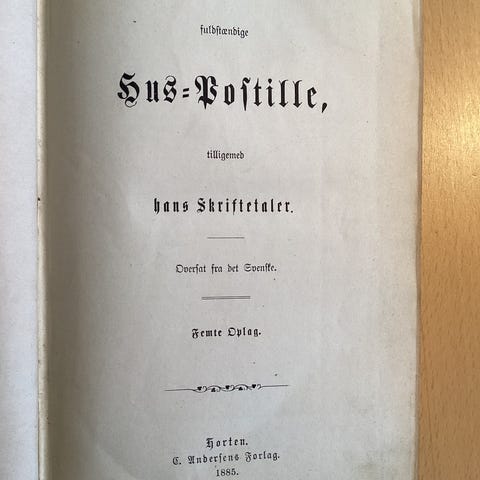 fuldstændige
Hus=Postille,
tilligemed
hans Skriftetaler.
Oversat fra det Svenske.
Femte Oplag.
Horten.
C. Andersens Forlag.
1885.